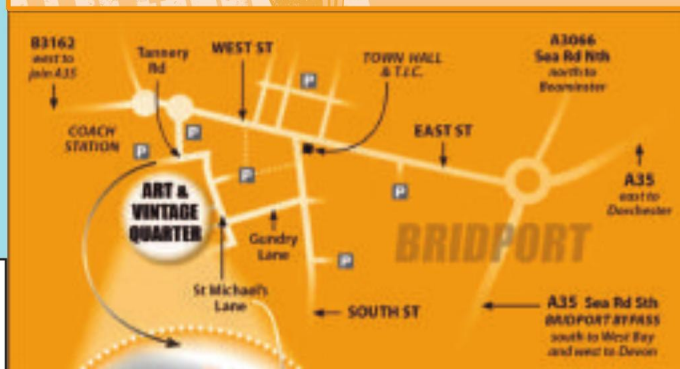 B3162
west to
join A35
Tannery
Rd
WEST ST
TOWN HALL
& T.I.C.
A3066
Sea Rd Nth
north to
Beaminster
P
COACH
STATION
P
P
EAST ST
P
P
A35
east to
Dorchester
ART &
VINTAGE
QUARTER
Gundry
Lane
BRIDPORT
P
St Michael's
Lane
SOUTH ST
A35 Sea Rd Sth
BRIDPORT BYPASS
south to West Bay
and west to Devon